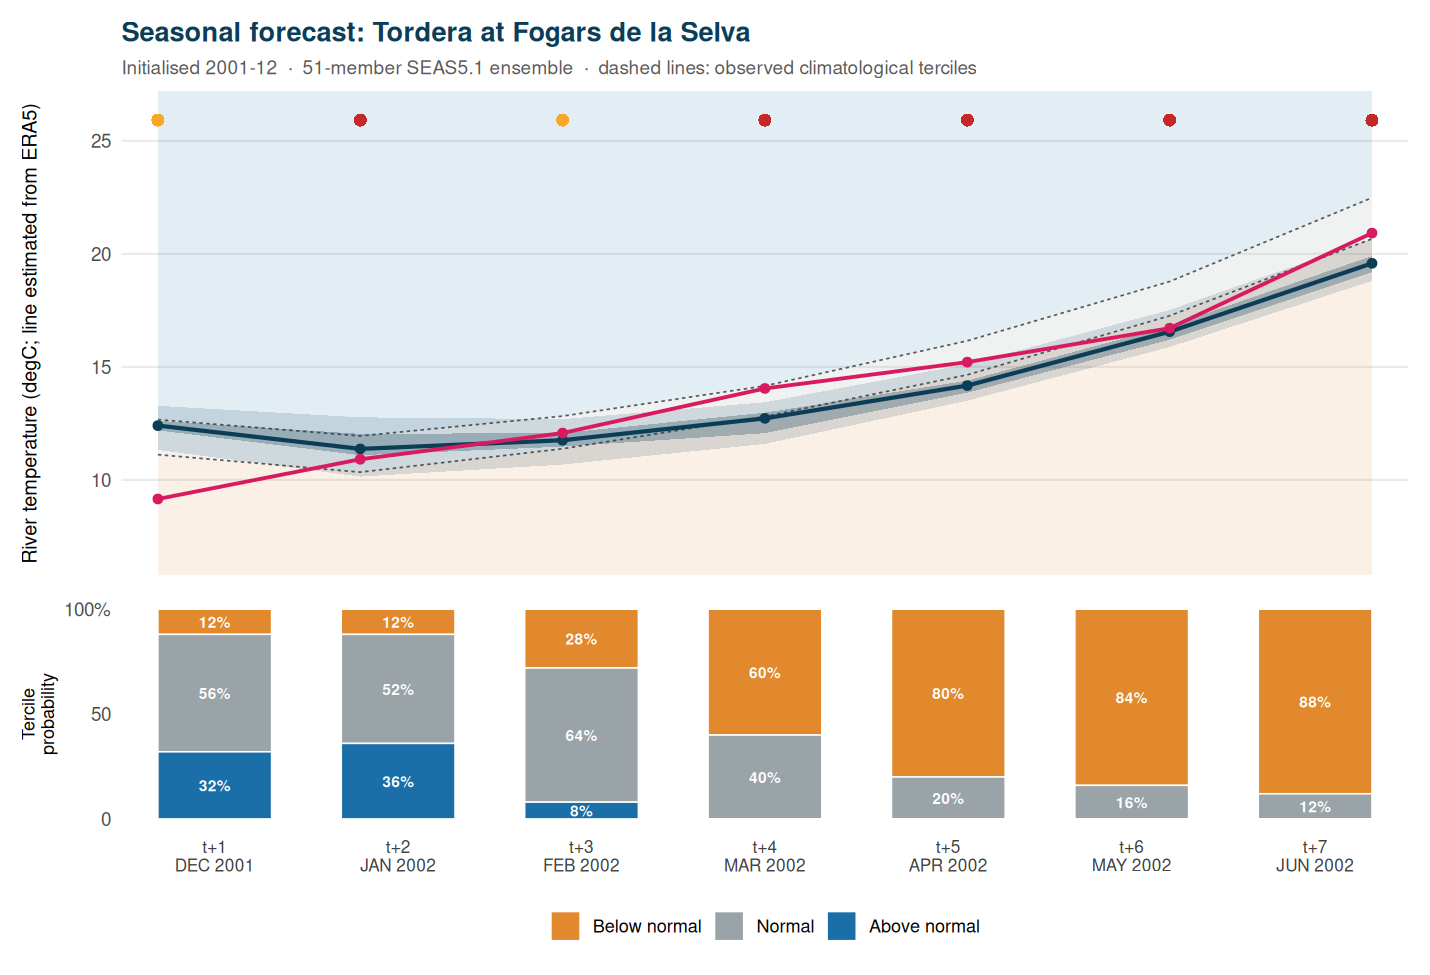 Seasonal forecast: Tordera at Fogars de la Selva
Initialised 2001-12 · 51-member SEAS5.1 ensemble · dashed lines: observed climatological terciles
River temperature (degC; line estimated from ERA5)
25
20
15
10
Tercile
probability
100%
50
0
12%
56%
32%
12%
52%
36%
28%
64%
8%
60%
40%
80%
20%
84%
16%
88%
12%
t+1
DEC 2001
t+2
JAN 2002
t+3
FEB 2002
t+4
MAR 2002
t+5
APR 2002
t+6
MAY 2002
t+7
JUN 2002
Below normal
Normal
Above normal